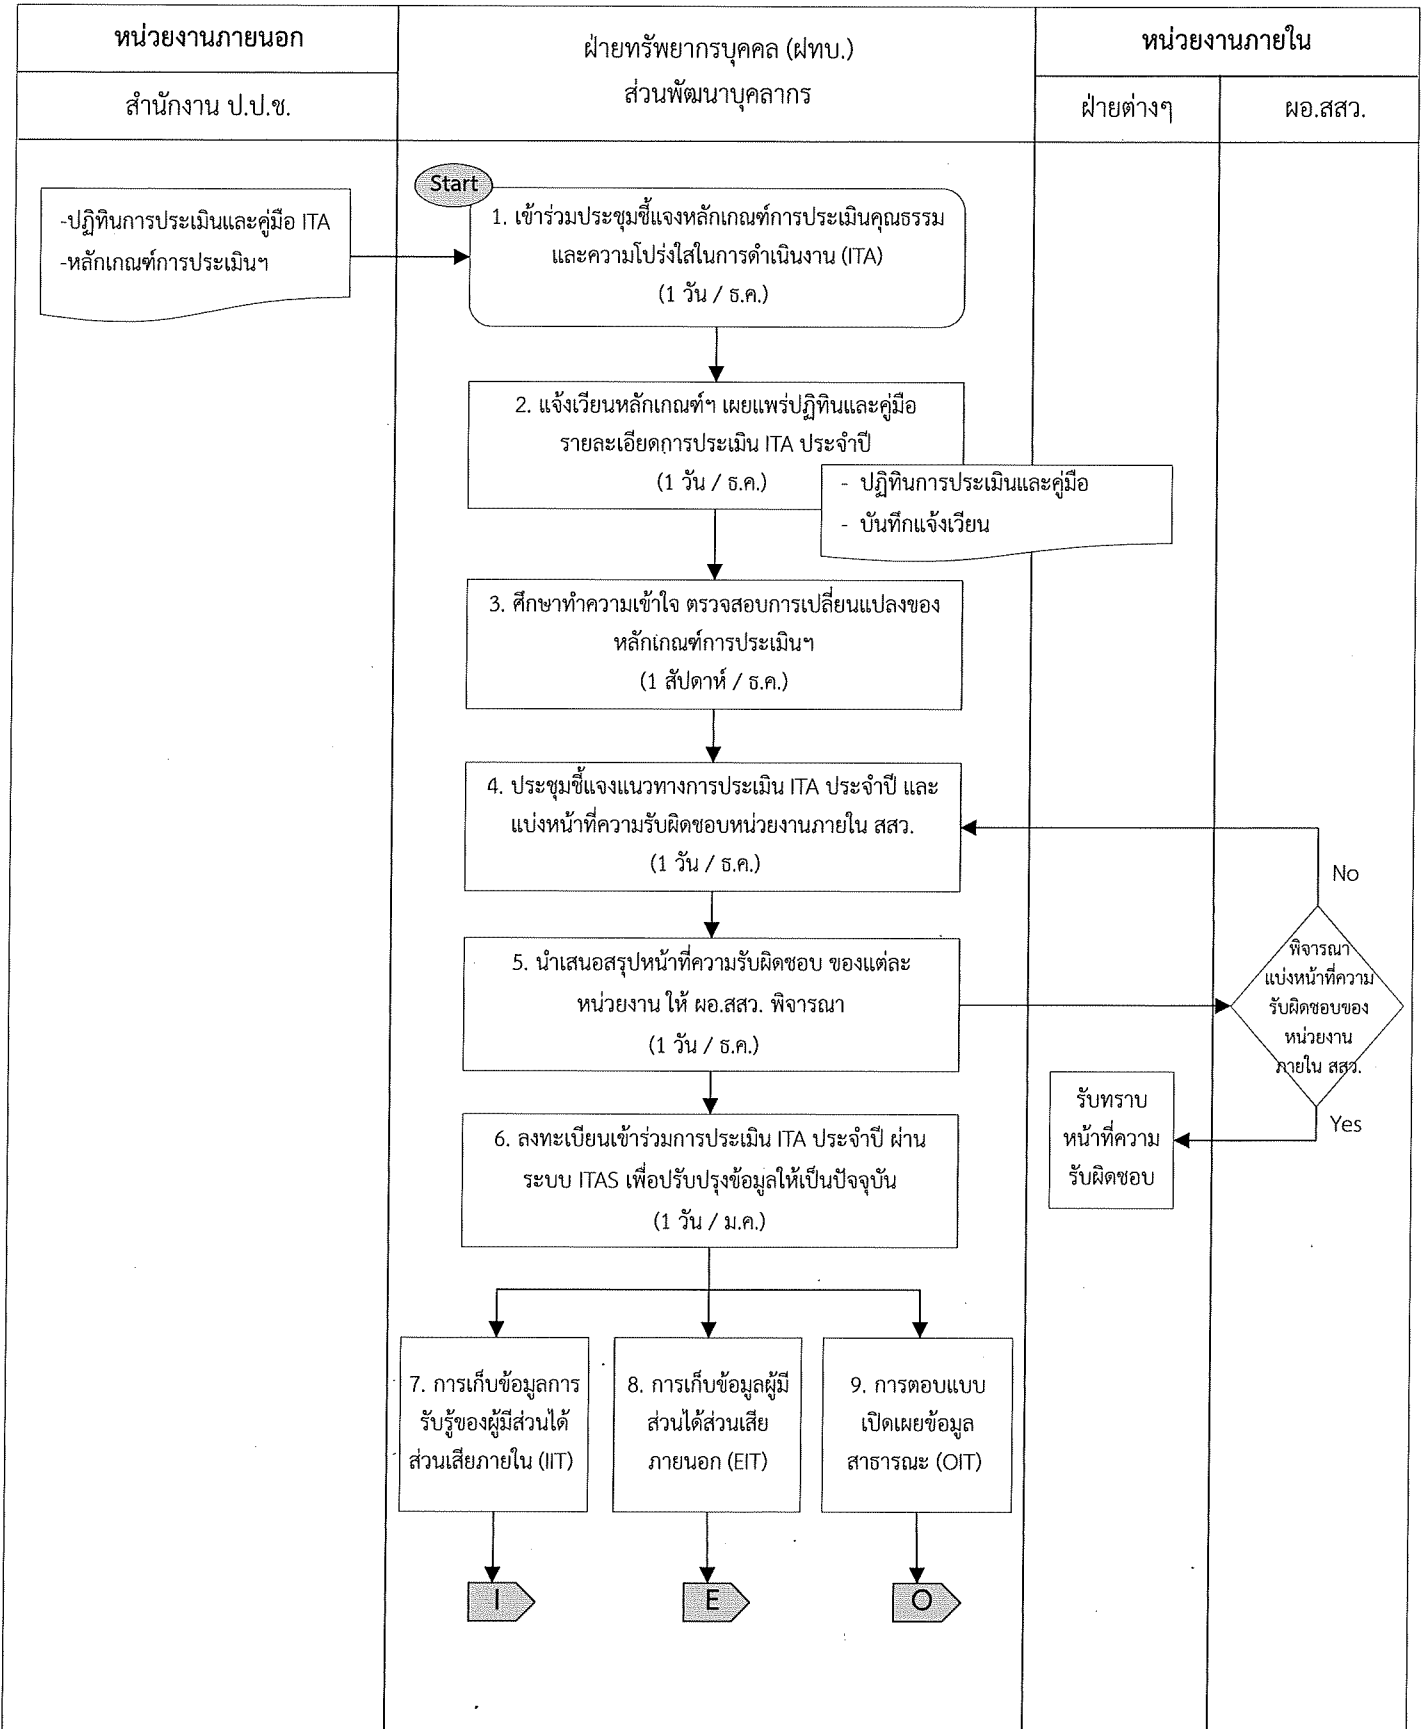 หน่วยงานภายนอก
สำนักงาน ป.ป.ช.
ฝ่ายทรัพยากรบุคคล (ฝทบ.)
ส่วนพัฒนาบุคลากร
หน่วยงานภายใน
ฝ่ายต่างๆ
ผอ.สสว.
-ปฏิทินการประเมินและคู่มือ ITA
-หลักเกณฑ์การประเมินฯ
Start
1. เข้าร่วมประชุมชี้แจงหลักเกณฑ์การประเมินคุณธรรม
และความโปร่งใสในการดำเนินงาน (ITA)
(1 วัน / ธ.ค.)
2. แจ้งเวียนหลักเกณฑ์ฯ เผยแพร่ปฏิทินและคู่มือ
รายละเอียดการประเมิน ITA ประจำปี
(1 วัน / ธ.ค.)
- ปฏิทินการประเมินและคู่มือ
- บันทึกแจ้งเวียน
3. ศึกษาทำความเข้าใจ ตรวจสอบการเปลี่ยนแปลงของ
หลักเกณฑ์การประเมินฯ
(1 สัปดาห์ / ธ.ค.)
4. ประชุมชี้แจงแนวทางการประเมิน ITA ประจำปี และ
แบ่งหน้าที่ความรับผิดชอบหน่วยงานภายใน สสว.
(1 วัน / ธ.ค.)
No
พิจารณา
แบ่งหน้าที่ความ
รับผิดชอบของ
หน่วยงาน
ภายใน สสว.
Yes
5. นำเสนอสรุปหน้าที่ความรับผิดชอบ ของแต่ละ
หน่วยงาน ให้ ผอ.สสว. พิจารณา
(1 วัน / ธ.ค.)
รับทราบ
หน้าที่ความ
รับผิดชอบ
6. ลงทะเบียนเข้าร่วมการประเมิน ITA ประจำปี ผ่าน
ระบบ ITAS เพื่อปรับปรุงข้อมูลให้เป็นปัจจุบัน
(1 วัน / ม.ค.)
7. การเก็บข้อมูลการ
รับรู้ของผู้มีส่วนได้
ส่วนเสียภายใน (IIT)
8. การเก็บข้อมูลผู้มี
ส่วนได้ส่วนเสีย
ภายนอก (EIT)
9. การตอบแบบ
เปิดเผยข้อมูล
สาธารณะ (OIT)
I
E
O